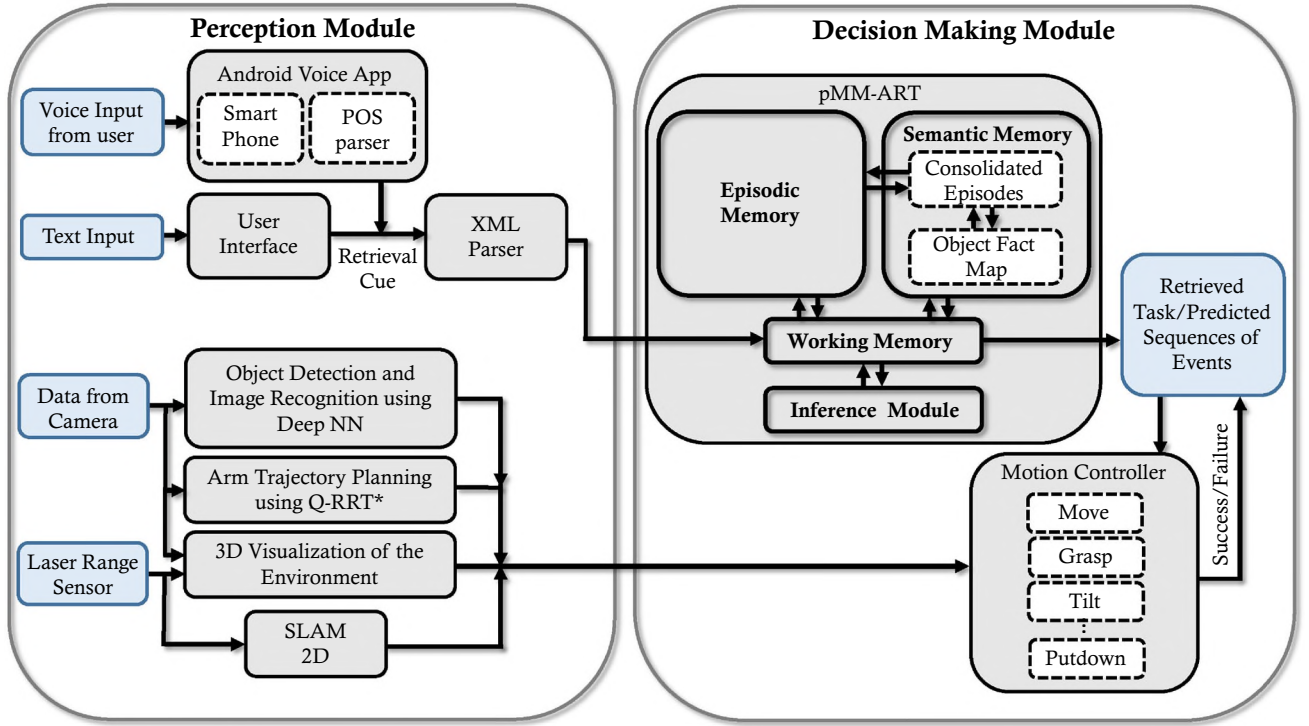 Perception Module
Android Voice App
Smart
Phone
POS
parser
Voice Input
from user
Text Input
User
Interface
Retrieval
Cue
XML
Parser
Data from
Camera
Object Detection and
Image Recognition using
Deep NN
Arm Trajectory Planning
using Q-RRT*
Laser Range
Sensor
3D Visualization of the
Environment
SLAM
2D
Decision Making Module
pMM-ART
Episodic
Memory
Semantic Memory
Consolidated
Episodes
Object Fact
Map
Working Memory
Inference Module
Retrieved
Task/Predicted
Sequences of
Events
Success/Failure
Motion Controller
Move
Grasp
Tilt
Putdown